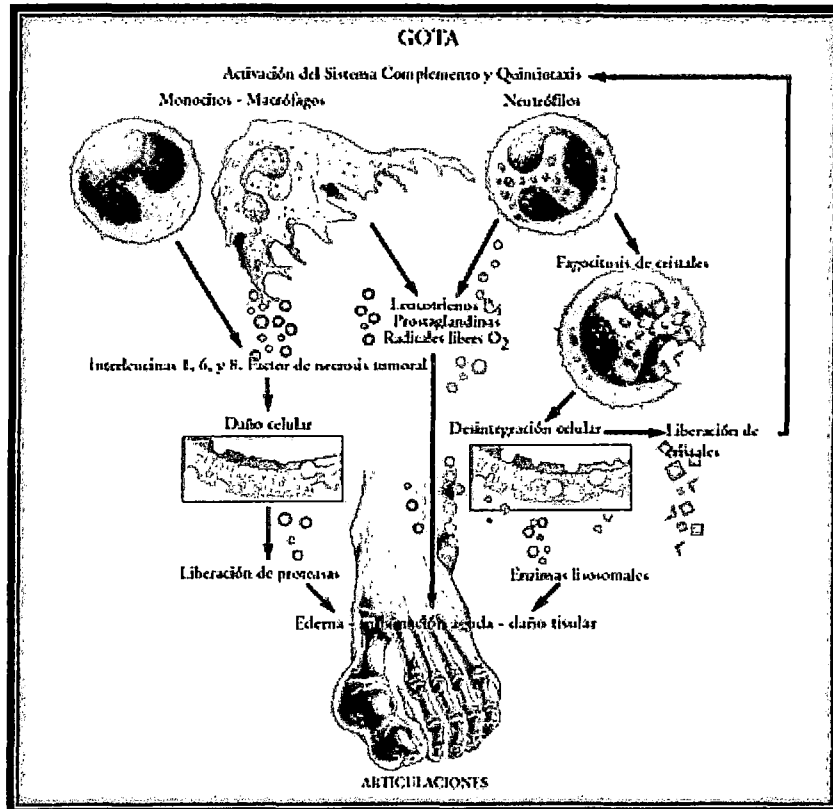 GOTA
Activación del Sistema Complemento y Quimiotaxis
Monocitos - Macrófagos
Neutrófilos
Fagocitosis de cristales
Leucotrienos
Prostaglandinas
Radicales libres O2
Interleucinas 1, 6, y 8. Factor de necrosis tumoral
Daño celular
Desintegración celular
Liberación de
cristales
Liberación de proteasas
Enzimas lisosomales
Edema - inflamación aguda - daño tisular
ARTICULACIONES